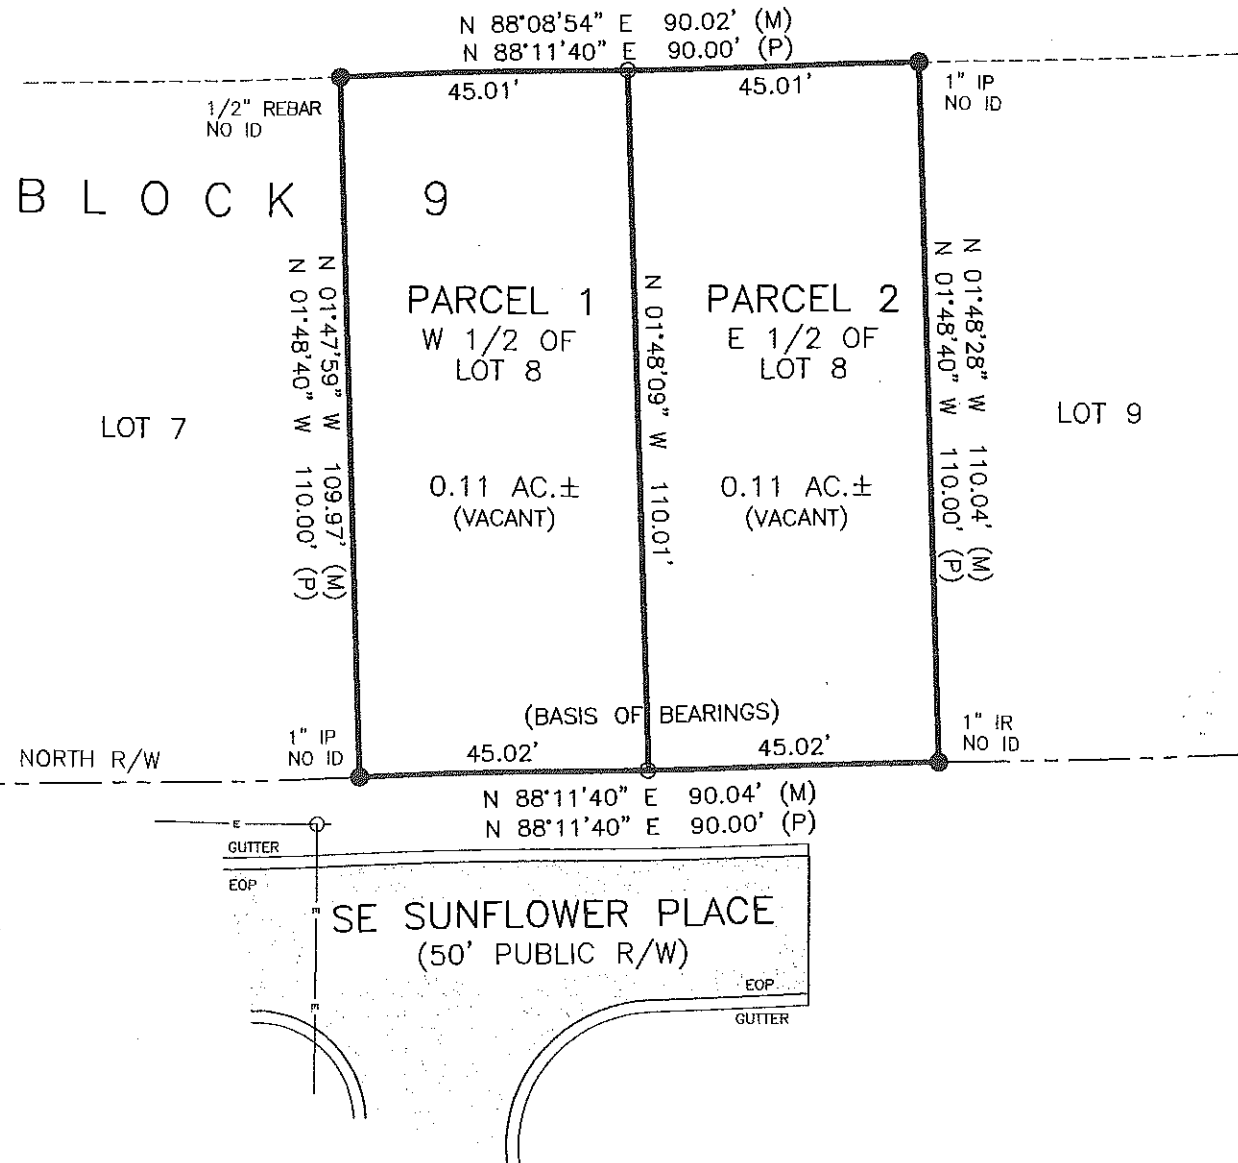 N 88°08'54" E 90.02' (M)
N 88°11'40" E 90.00' (P)
45.01'
45.01'
1/2" REBAR
NO ID
1" IP
NO ID
BLOCK 9
PARCEL 1
W 1/2 OF
LOT 8
0.11 AC.±
(VACANT)
PARCEL 2
E 1/2 OF
LOT 8
0.11 AC.±
(VACANT)
N 01°47'59" W 109.97' (M)
N 01°48'40" W 110.00' (P)
N 01°48'09" W 110.01'
N 01°48'28" W 110.04' (M)
N 01°48'40" W 110.00' (P)
LOT 7
LOT 9
(BASIS OF BEARINGS)
1" IP
NO ID
45.02'
45.02'
1" IR
NO ID
NORTH R/W
N 88°11'40" E 90.04' (M)
N 88°11'40" E 90.00' (P)
E
GUTTER
EOP
E
SE SUNFLOWER PLACE
(50' PUBLIC R/W)
E
EOP
GUTTER